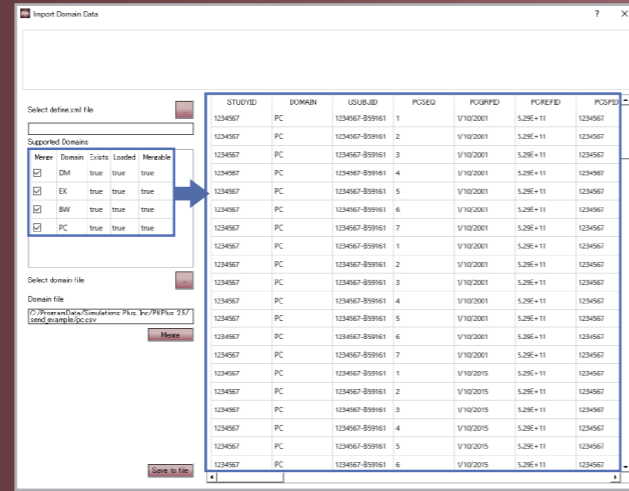 Import Domain Data
? ×
Select define.xml file
...
Supported Domains
Merge Domain Exists Loaded Mergable
DM true true true
EX true true true
BW true true true
PC true true true
Select domain file
...
Domain file
C:/ProgramData/Simulations Plus, Inc/PKPlus 2.5/
send_example/pc.csv
Merge
Save to file
STUDYID DOMAIN USUBJID PCSEQ PCGRPID PCREFID PCSPID
1234567 PC 1234567-B59161 1 1/10/2001 5.29E+11 1234567
1234567 PC 1234567-B59161 2 1/10/2001 5.29E+11 1234567
1234567 PC 1234567-B59161 3 1/10/2001 5.29E+11 1234567
1234567 PC 1234567-B59161 4 1/10/2001 5.29E+11 1234567
1234567 PC 1234567-B59161 5 1/10/2001 5.29E+11 1234567
1234567 PC 1234567-B59161 6 1/10/2001 5.29E+11 1234567
1234567 PC 1234567-B59161 7 1/10/2001 5.29E+11 1234567
1234567 PC 1234567-B59161 1 1/10/2001 5.29E+11 1234567
1234567 PC 1234567-B59161 2 1/10/2001 5.29E+11 1234567
1234567 PC 1234567-B59161 3 1/10/2001 5.29E+11 1234567
1234567 PC 1234567-B59161 4 1/10/2001 5.29E+11 1234567
1234567 PC 1234567-B59161 5 1/10/2001 5.29E+11 1234567
1234567 PC 1234567-B59161 6 1/10/2001 5.29E+11 1234567
1234567 PC 1234567-B59161 7 1/10/2001 5.29E+11 1234567
1234567 PC 1234567-B59161 1 1/10/2015 5.29E+11 1234567
1234567 PC 1234567-B59161 2 1/10/2015 5.29E+11 1234567
1234567 PC 1234567-B59161 3 1/10/2015 5.29E+11 1234567
1234567 PC 1234567-B59161 4 1/10/2015 5.29E+11 1234567
1234567 PC 1234567-B59161 5 1/10/2015 5.29E+11 1234567
1234567 PC 1234567-B59161 6 1/10/2015 5.29E+11 1234567